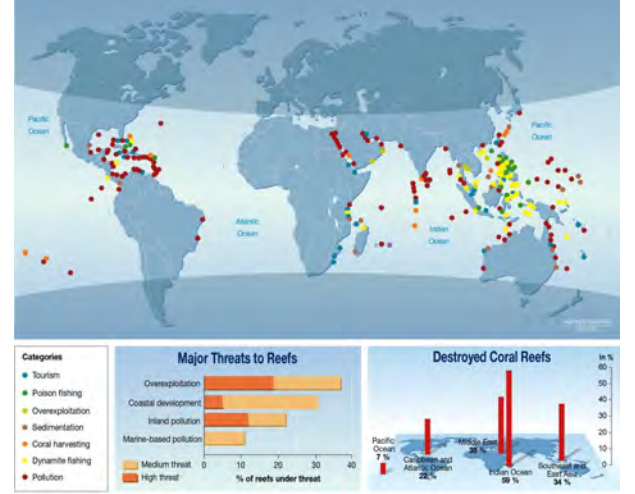 Pacific
Ocean
Pacific
Ocean
Atlantic
Ocean
Indian
Ocean
Categories
Tourism
Poison fishing
Overexploitation
Sedimentation
Coral harvesting
Dynamite fishing
Pollution
Major Threats to Reefs
Overexploitation
Coastal development
Inland pollution
Marine-based pollution
0 10 20 30 40
Medium threat
High threat
% of reefs under threat
Destroyed Coral Reefs
In %
60
50
40
30
20
10
0
Pacific
Ocean
7 %
Caribbean and
Atlantic Ocean
22 %
Middle East
35 %
Indian Ocean
59 %
Southeast and
East Asia
34 %